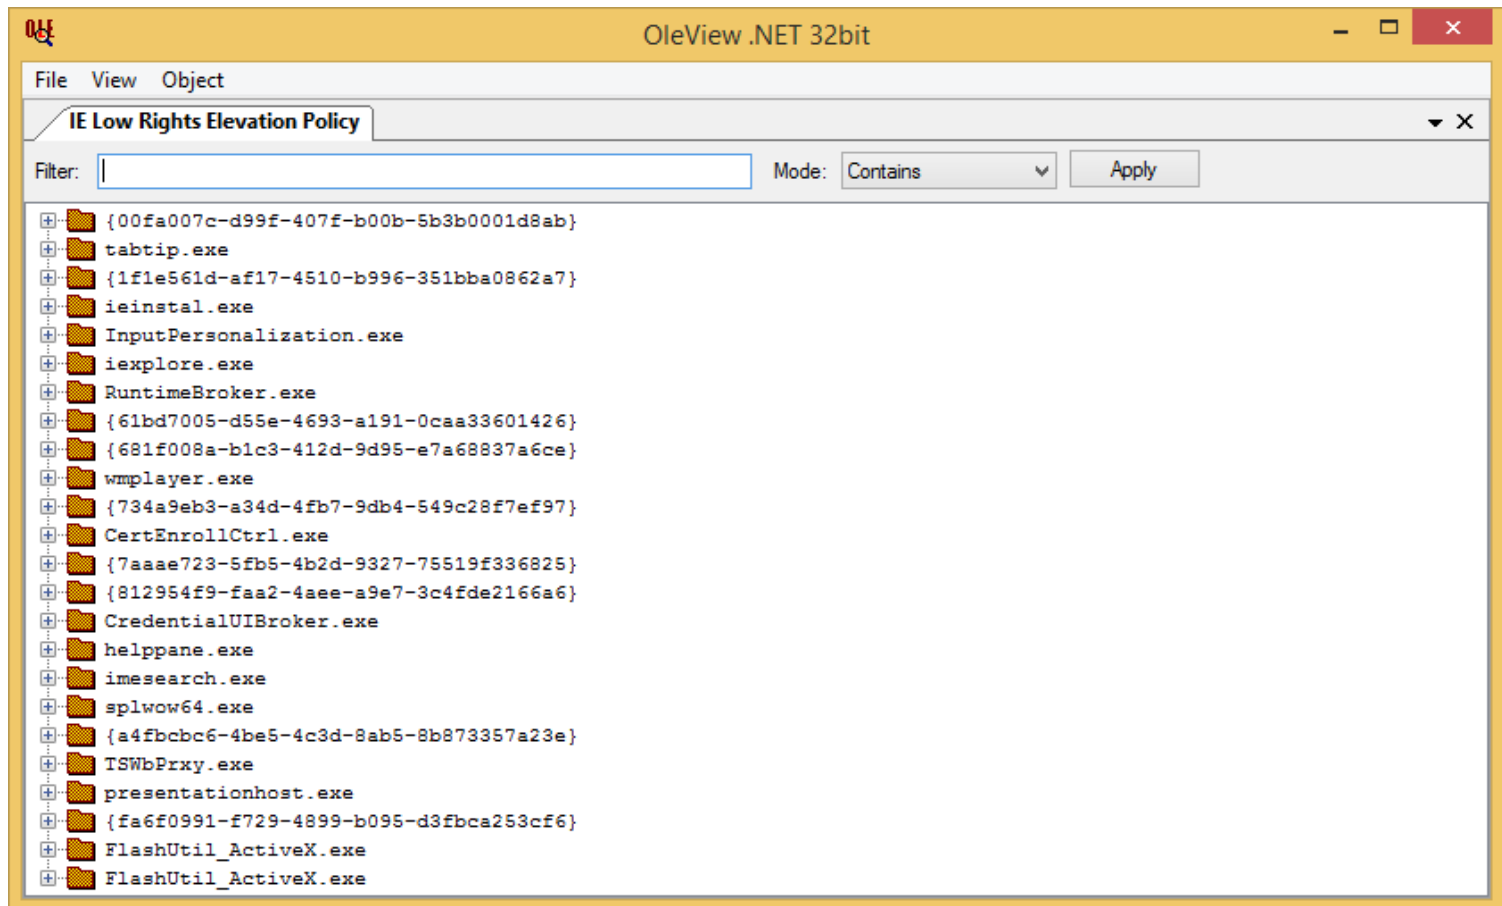 OLE
OleView .NET 32bit
File View Object
IE Low Rights Elevation Policy
Filter: Mode: Contains Apply
{00fa007c-d99f-407f-b00b-5b3b0001d8ab}
tabtip.exe
{1f1e561d-af17-4510-b996-351bba0862a7}
ieinstal.exe
InputPersonalization.exe
iexplore.exe
RuntimeBroker.exe
{61bd7005-d55e-4693-a191-0caa33601426}
{681f008a-b1c3-412d-9d95-e7a68837a6ce}
wmplayer.exe
{734a9eb3-a34d-4fb7-9db4-549c28f7ef97}
CertEnrollCtrl.exe
{7aaae723-5fb5-4b2d-9327-75519f336825}
{812954f9-faa2-4aee-a9e7-3c4fde2166a6}
CredentialUIBroker.exe
helppane.exe
imesearch.exe
splwow64.exe
{a4fbcbc6-4be5-4c3d-8ab5-8b873357a23e}
TSWbPrxy.exe
presentationhost.exe
{fa6f0991-f729-4899-b095-d3fbca253cf6}
FlashUtil_ActiveX.exe
FlashUtil_ActiveX.exe